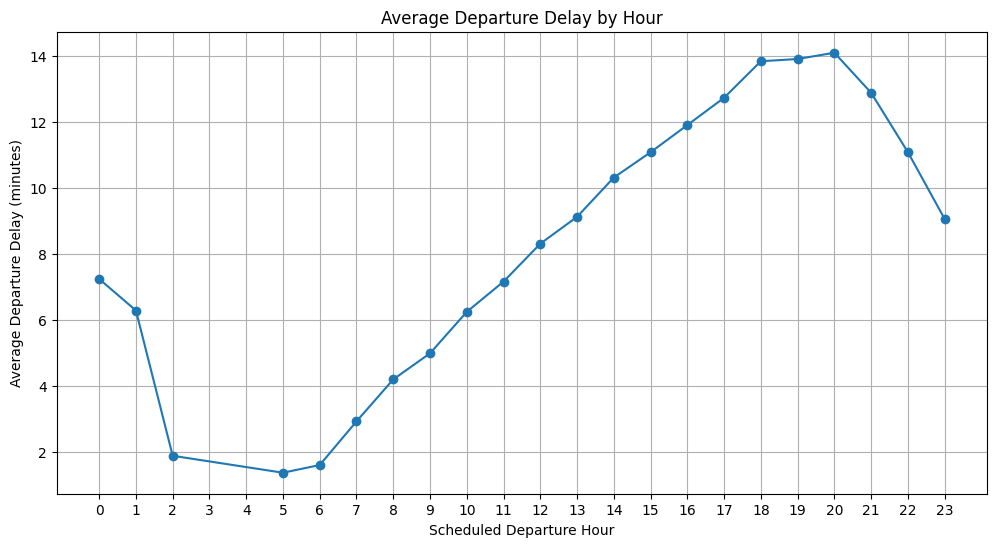 Average Departure Delay by Hour
Average Departure Delay (minutes)
14
12
10
8
6
4
2
0 1 2 3 4 5 6 7 8 9 10 11 12 13 14 15 16 17 18 19 20 21 22 23
Scheduled Departure Hour